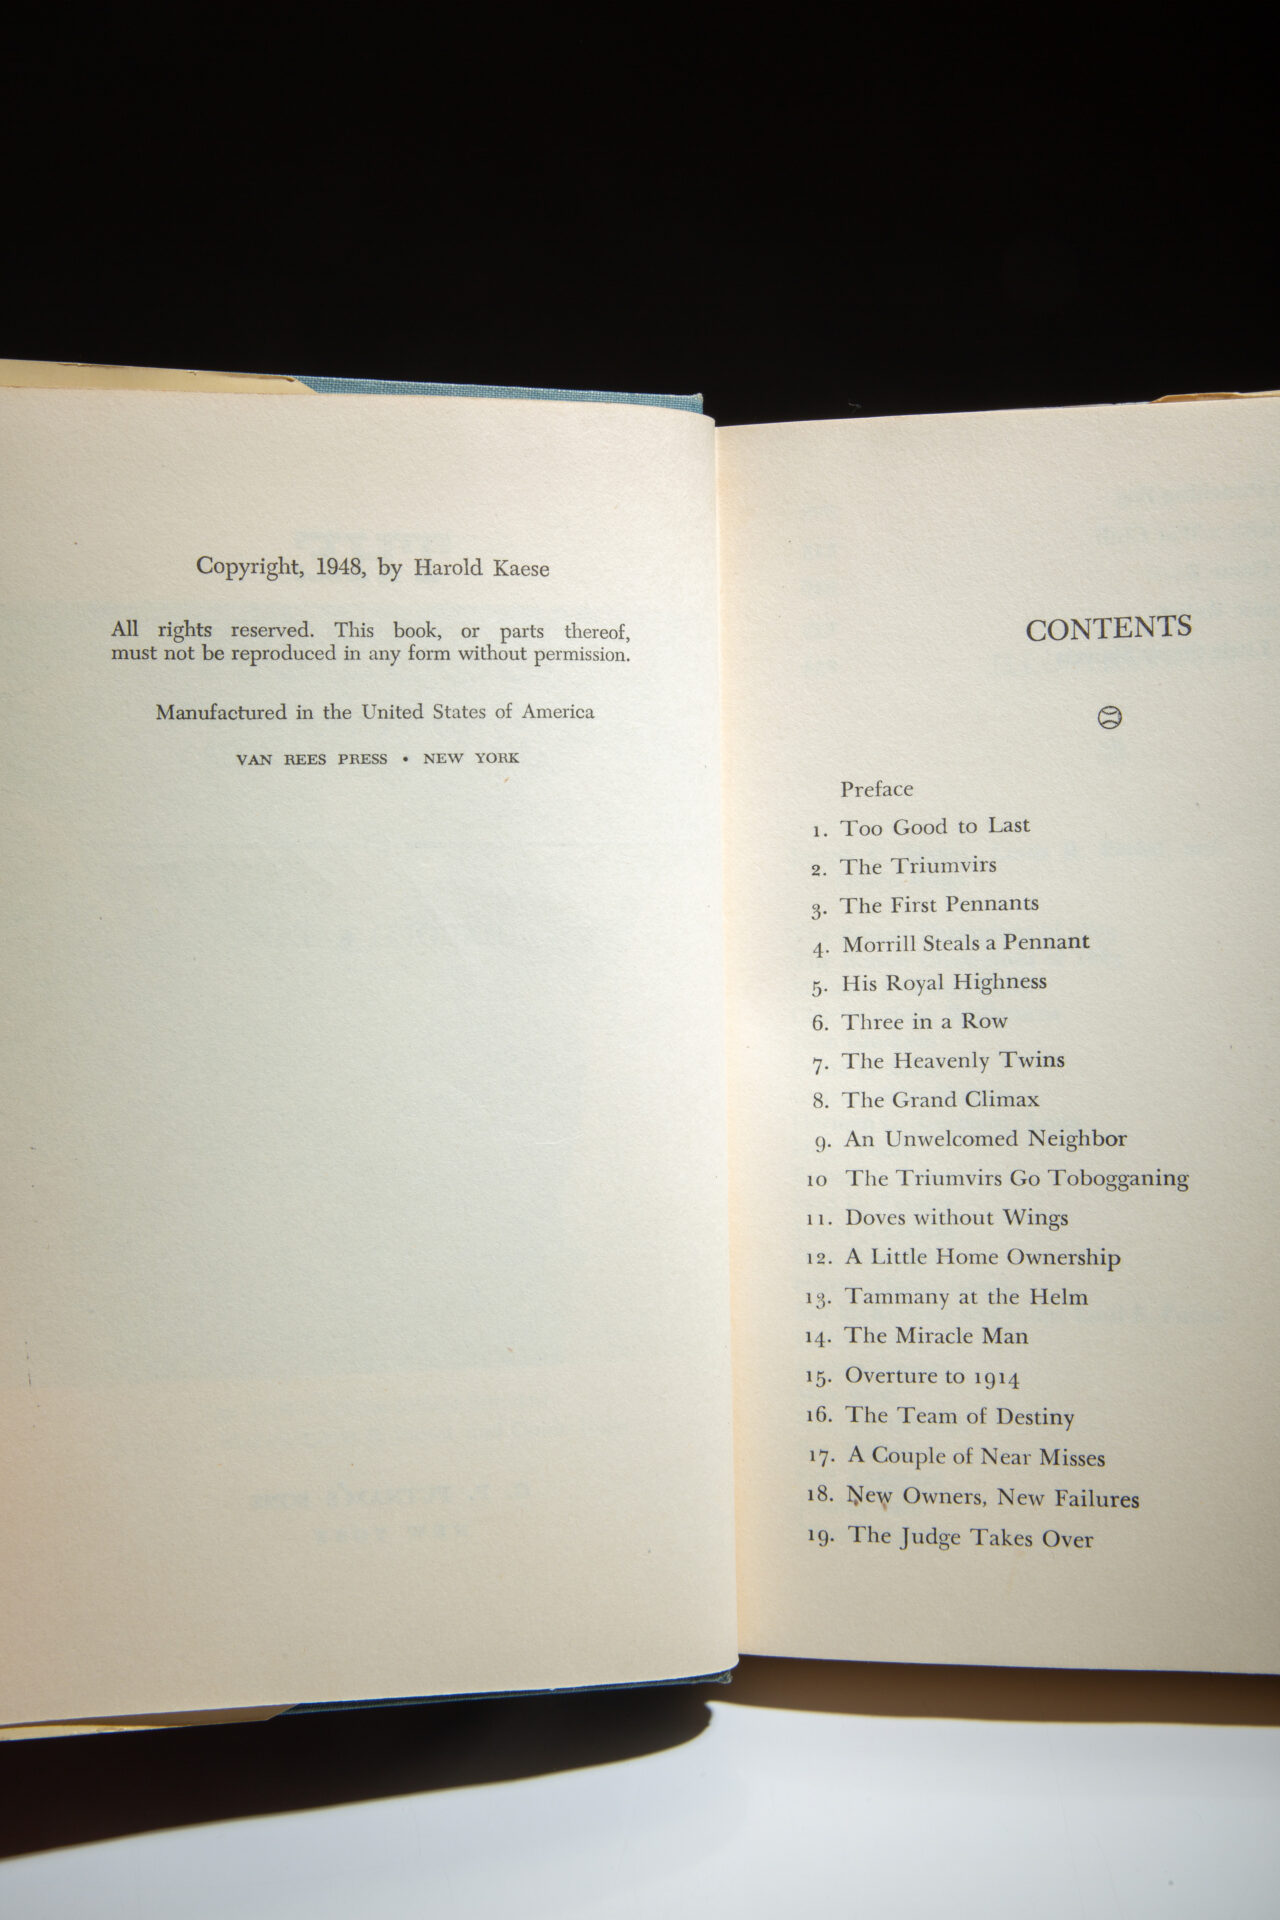 Copyright, 1948, by Harold Kaese
All rights reserved. This book, or parts thereof,
must not be reproduced in any form without permission.
Manufactured in the United States of America
VAN REES PRESS • NEW YORK
CONTENTS
Preface
1. Too Good to Last
2. The Triumvirs
3. The First Pennants
4. Morrill Steals a Pennant
5. His Royal Highness
6. Three in a Row
7. The Heavenly Twins
8. The Grand Climax
9. An Unwelcomed Neighbor
10 The Triumvirs Go Tobogganing
11. Doves without Wings
12. A Little Home Ownership
13. Tammany at the Helm
14. The Miracle Man
15. Overture to 1914
16. The Team of Destiny
17. A Couple of Near Misses
18. New Owners, New Failures
19. The Judge Takes Over